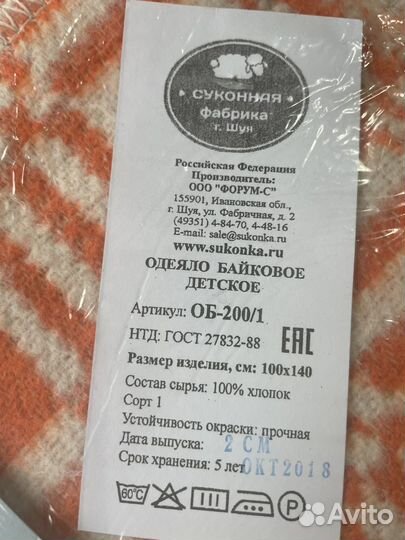 СУКОННАЯ
фабрика
г. Шуя
Российская Федерация
Производитель:
ООО "ФОРУМ-С"
155901, Ивановская обл.,
г. Шуя, ул. Фабричная, д. 2
(49351) 4-84-70, 4-48-16
E-mail: sale@sukonka.ru
www.sukonka.ru
ОДЕЯЛО БАЙКОВОЕ
ДЕТСКОЕ
Артикул: ОБ-200/1
НТД: ГОСТ 27832-88 ЕАС
Размер изделия, см: 100х140
Состав сырья: 100% хлопок
Сорт 1
Устойчивость окраски: прочная
Дата выпуска: 2 СМ
Срок хранения: 5 лет ОКТ2018
60°C P
Avito